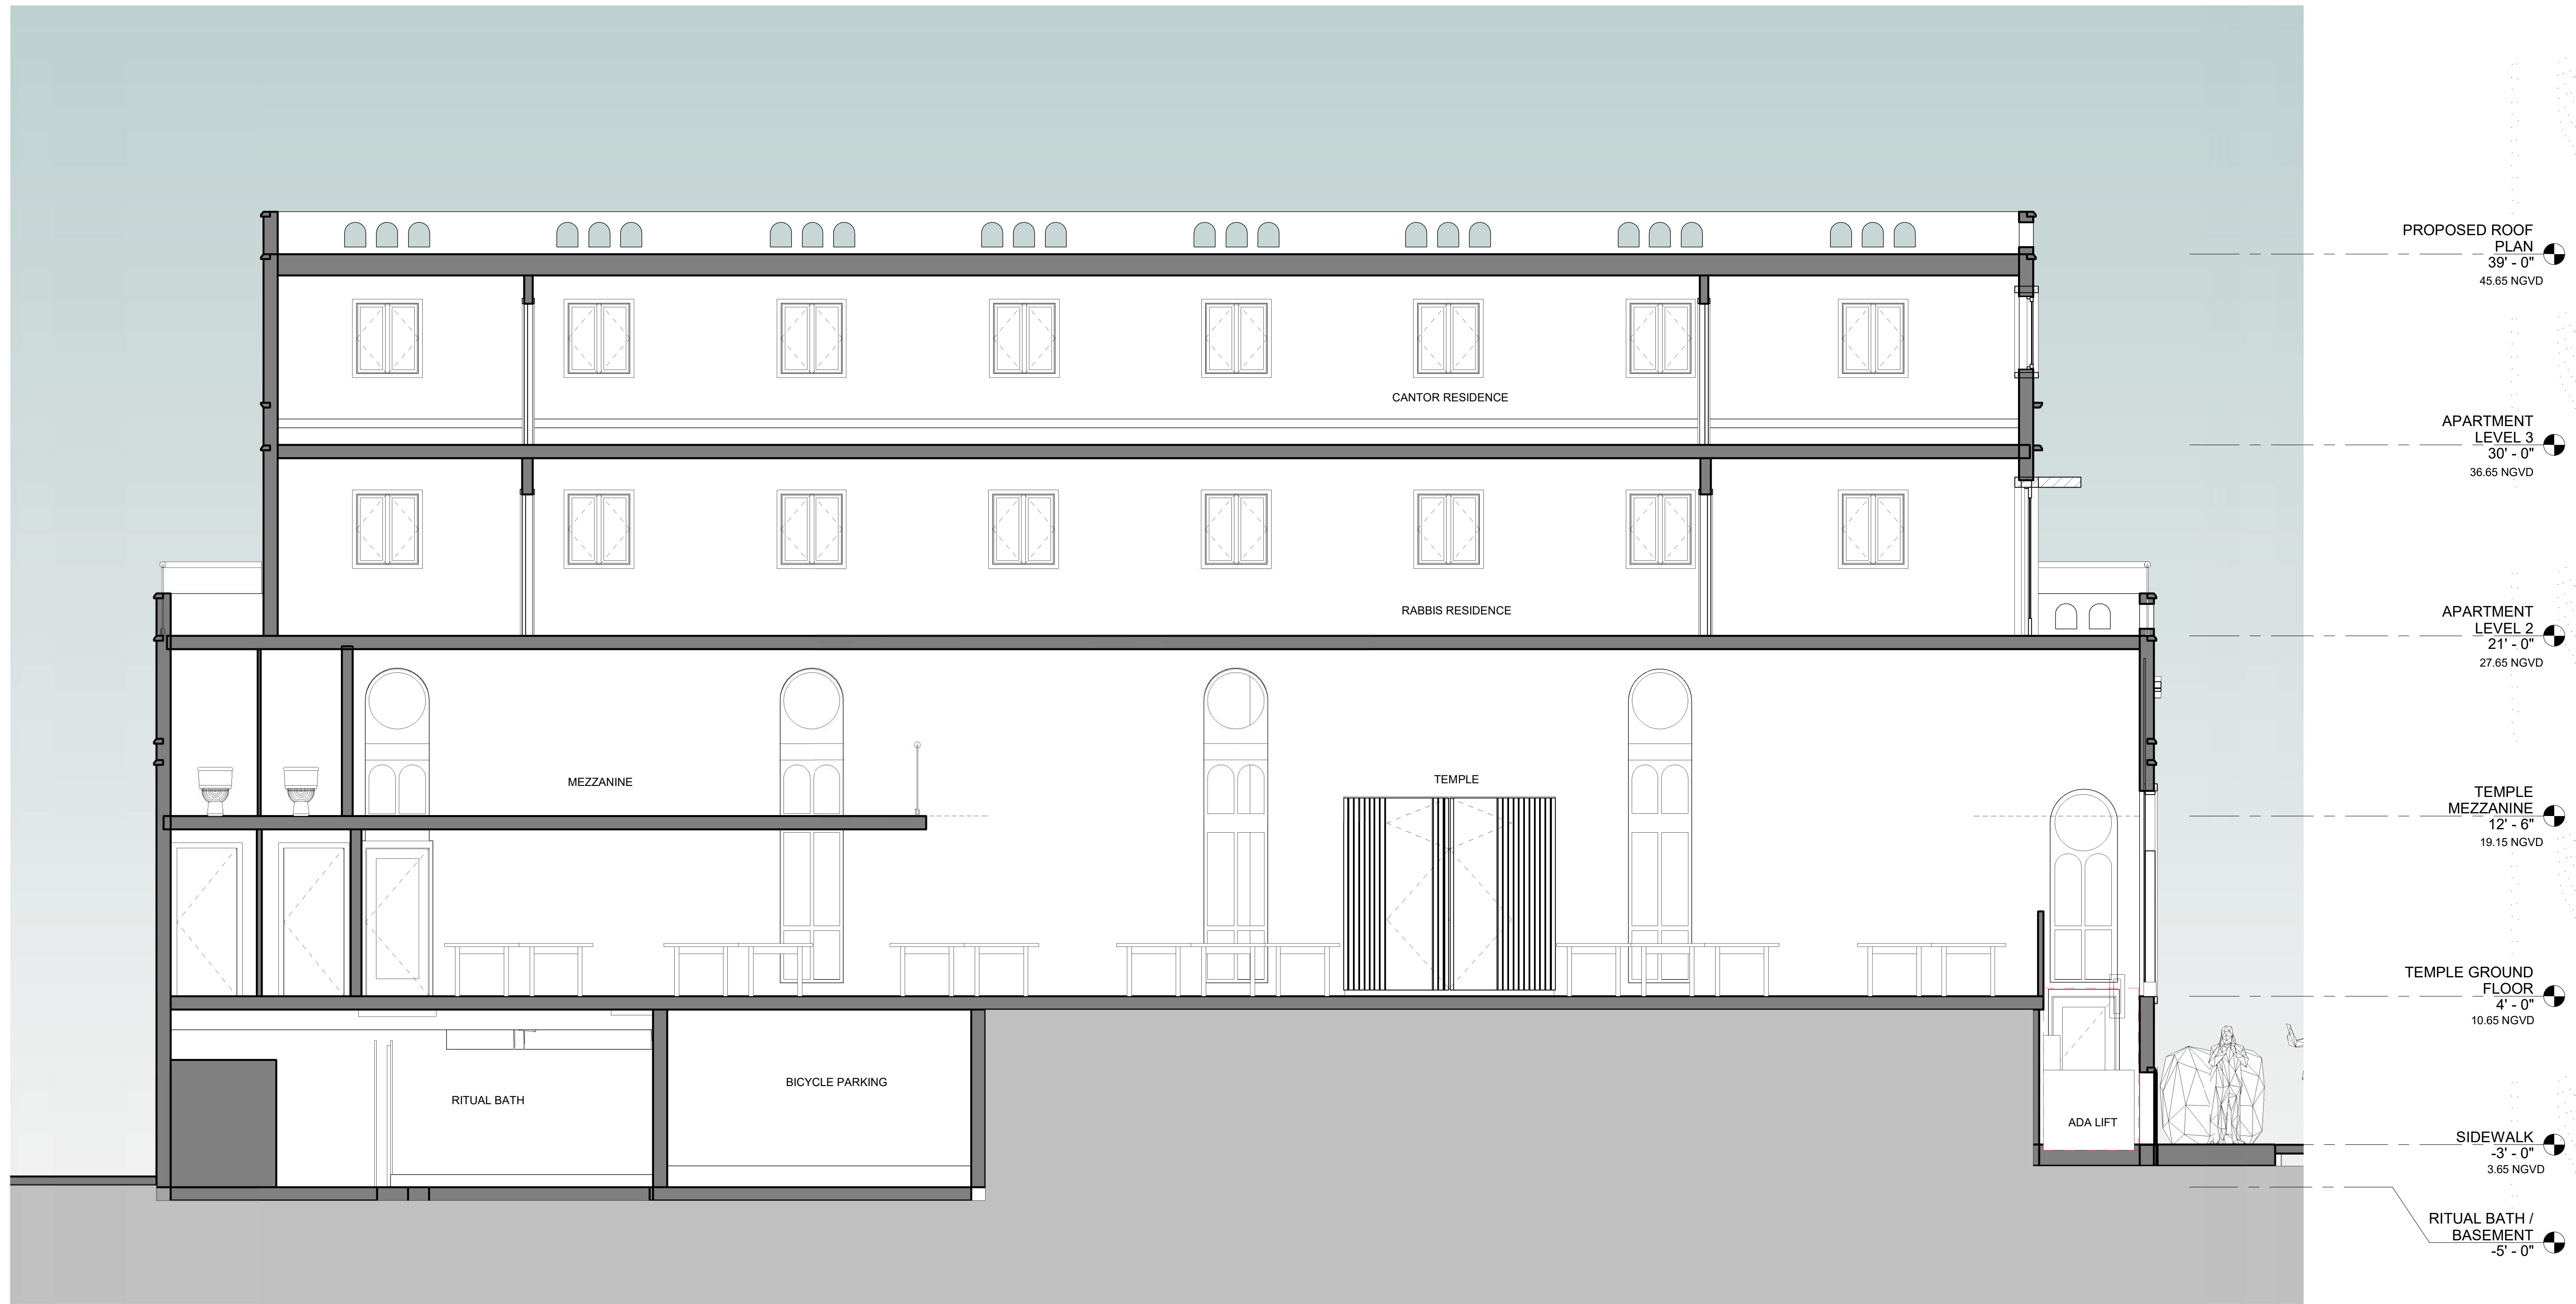 PROPOSED ROOF
PLAN
39' - 0"
45.65 NGVD
CANTOR RESIDENCE
APARTMENT
LEVEL 3
30' - 0"
36.65 NGVD
RABBIS RESIDENCE
APARTMENT
LEVEL 2
21' - 0"
27.65 NGVD
MEZZANINE
TEMPLE
TEMPLE
MEZZANINE
12' - 6"
19.15 NGVD
TEMPLE GROUND
FLOOR
4' - 0"
10.65 NGVD
RITUAL BATH
BICYCLE PARKING
ADA LIFT
SIDEWALK
-3' - 0"
3.65 NGVD
RITUAL BATH /
BASEMENT
-5' - 0"